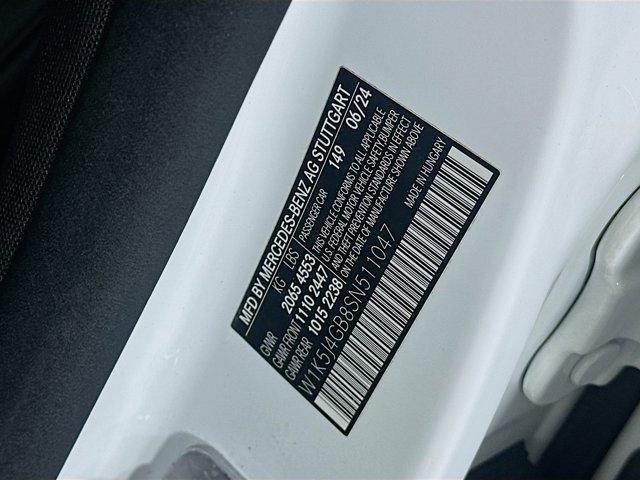 MFD BY MERCEDES-BENZ AG STUTTGART
PASSENGER CAR 149 06/24
KG LBS
GVWR 2065 4553
GAWR FRONT 1110 2447
GAWR REAR 1015 2238
THIS VEHICLE CONFORMS TO ALL APPLICABLE
U.S. FEDERAL MOTOR VEHICLE SAFETY BUMPER
AND THEFT PREVENTION STANDARDS IN EFFECT
ON THE DATE OF MANUFACTURE SHOWN ABOVE
W1K5J4GB8SN511047 MADE IN HUNGARY